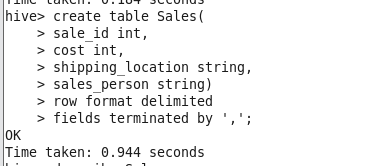 Time taken: 0.184 seconds
hive> create table Sales(
    > sale_id int,
    > cost int,
    > shipping_location string,
    > sales_person string)
    > row format delimited
    > fields terminated by ',';
OK
Time taken: 0.944 seconds